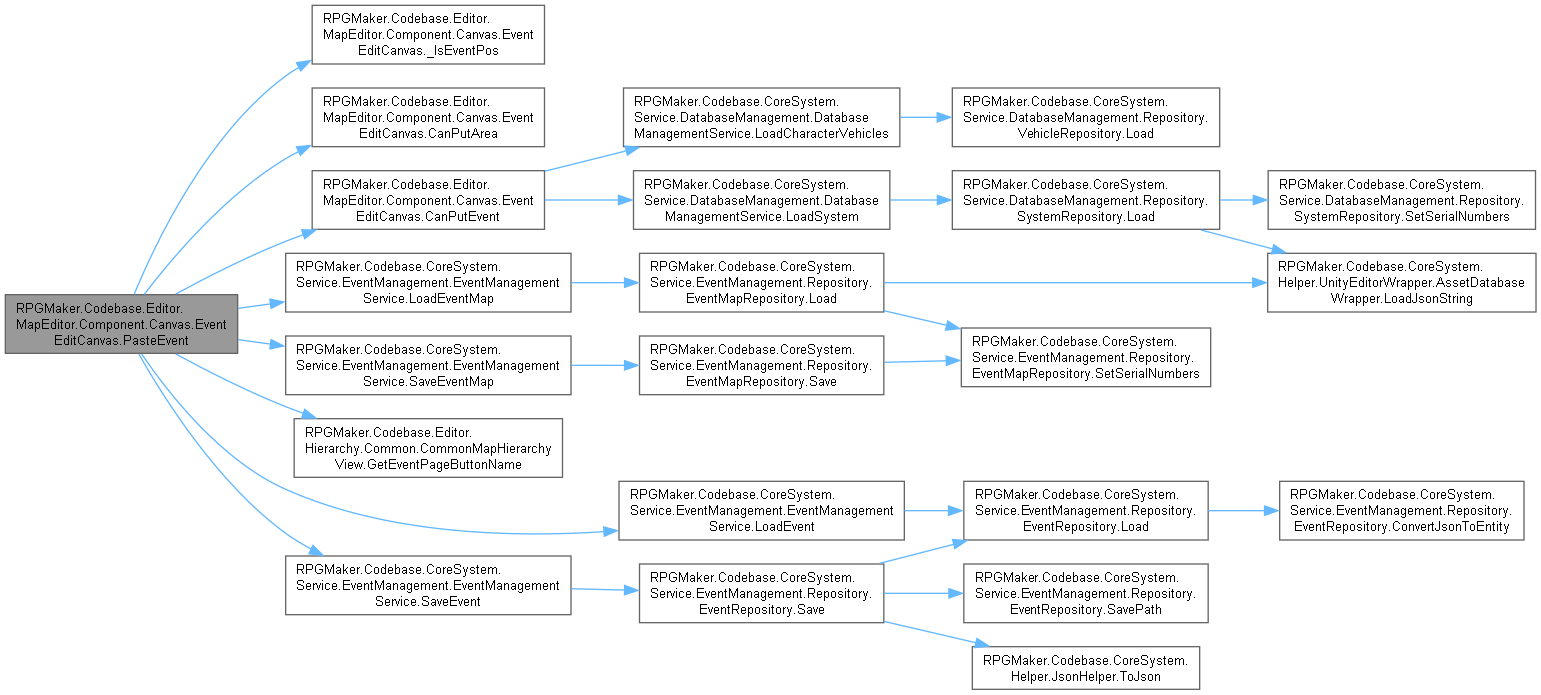 RPGMaker.Codebase.Editor.
MapEditor.Component.Canvas.Event
EditCanvas._IsEventPos
RPGMaker.Codebase.Editor.
MapEditor.Component.Canvas.Event
EditCanvas.CanPutArea
RPGMaker.Codebase.CoreSystem.
Service.DatabaseManagement.Database
ManagementService.LoadCharacterVehicles
RPGMaker.Codebase.CoreSystem.
Service.DatabaseManagement.Repository.
VehicleRepository.Load
RPGMaker.Codebase.Editor.
MapEditor.Component.Canvas.Event
EditCanvas.CanPutEvent
RPGMaker.Codebase.CoreSystem.
Service.DatabaseManagement.Database
ManagementService.LoadSystem
RPGMaker.Codebase.CoreSystem.
Service.DatabaseManagement.Repository.
SystemRepository.Load
RPGMaker.Codebase.CoreSystem.
Service.DatabaseManagement.Repository.
SystemRepository.SetSerialNumbers
RPGMaker.Codebase.CoreSystem.
Service.EventManagement.EventManagement
Service.LoadEventMap
RPGMaker.Codebase.CoreSystem.
Service.EventManagement.Repository.
EventMapRepository.Load
RPGMaker.Codebase.CoreSystem.
Helper.UnityEditorWrapper.AssetDatabase
Wrapper.LoadJsonString
RPGMaker.Codebase.Editor.
MapEditor.Component.Canvas.Event
EditCanvas.PasteEvent
RPGMaker.Codebase.CoreSystem.
Service.EventManagement.EventManagement
Service.SaveEventMap
RPGMaker.Codebase.CoreSystem.
Service.EventManagement.Repository.
EventMapRepository.Save
RPGMaker.Codebase.CoreSystem.
Service.EventManagement.Repository.
EventMapRepository.SetSerialNumbers
RPGMaker.Codebase.Editor.
Hierarchy.Common.CommonMapHierarchy
View.GetEventPageButtonName
RPGMaker.Codebase.CoreSystem.
Service.EventManagement.EventManagement
Service.LoadEvent
RPGMaker.Codebase.CoreSystem.
Service.EventManagement.Repository.
EventRepository.Load
RPGMaker.Codebase.CoreSystem.
Service.EventManagement.Repository.
EventRepository.ConvertJsonToEntity
RPGMaker.Codebase.CoreSystem.
Service.EventManagement.EventManagement
Service.SaveEvent
RPGMaker.Codebase.CoreSystem.
Service.EventManagement.Repository.
EventRepository.Save
RPGMaker.Codebase.CoreSystem.
Service.EventManagement.Repository.
EventRepository.SavePath
RPGMaker.Codebase.CoreSystem.
Helper.JsonHelper.ToJson